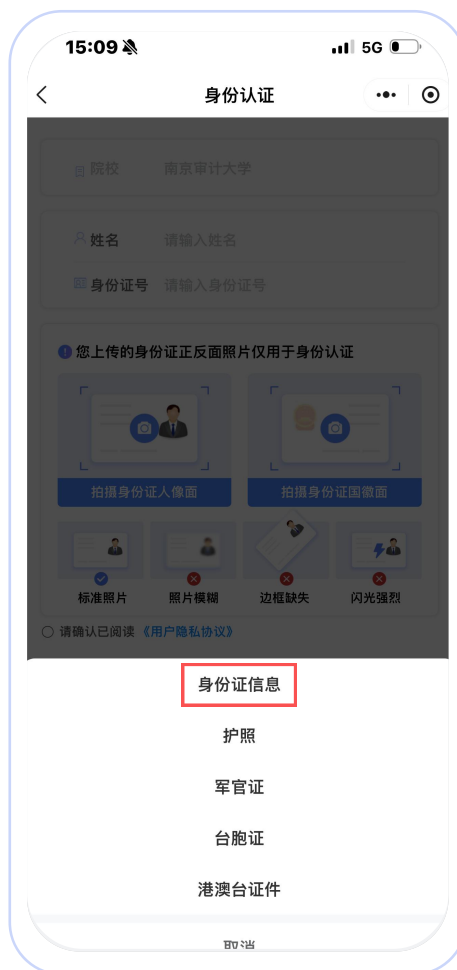 15:09 5G
身份认证
院校 南京审计大学
姓名 请输入姓名
身份证号 请输入身份证号
您上传的身份证正反面照片仅用于身份认证
拍摄身份证人像面 拍摄身份证国徽面
标准照片 照片模糊 边框缺失 闪光强烈
请确认已阅读 《用户隐私协议》
身份证信息
护照
军官证
台胞证
港澳台证件
取消